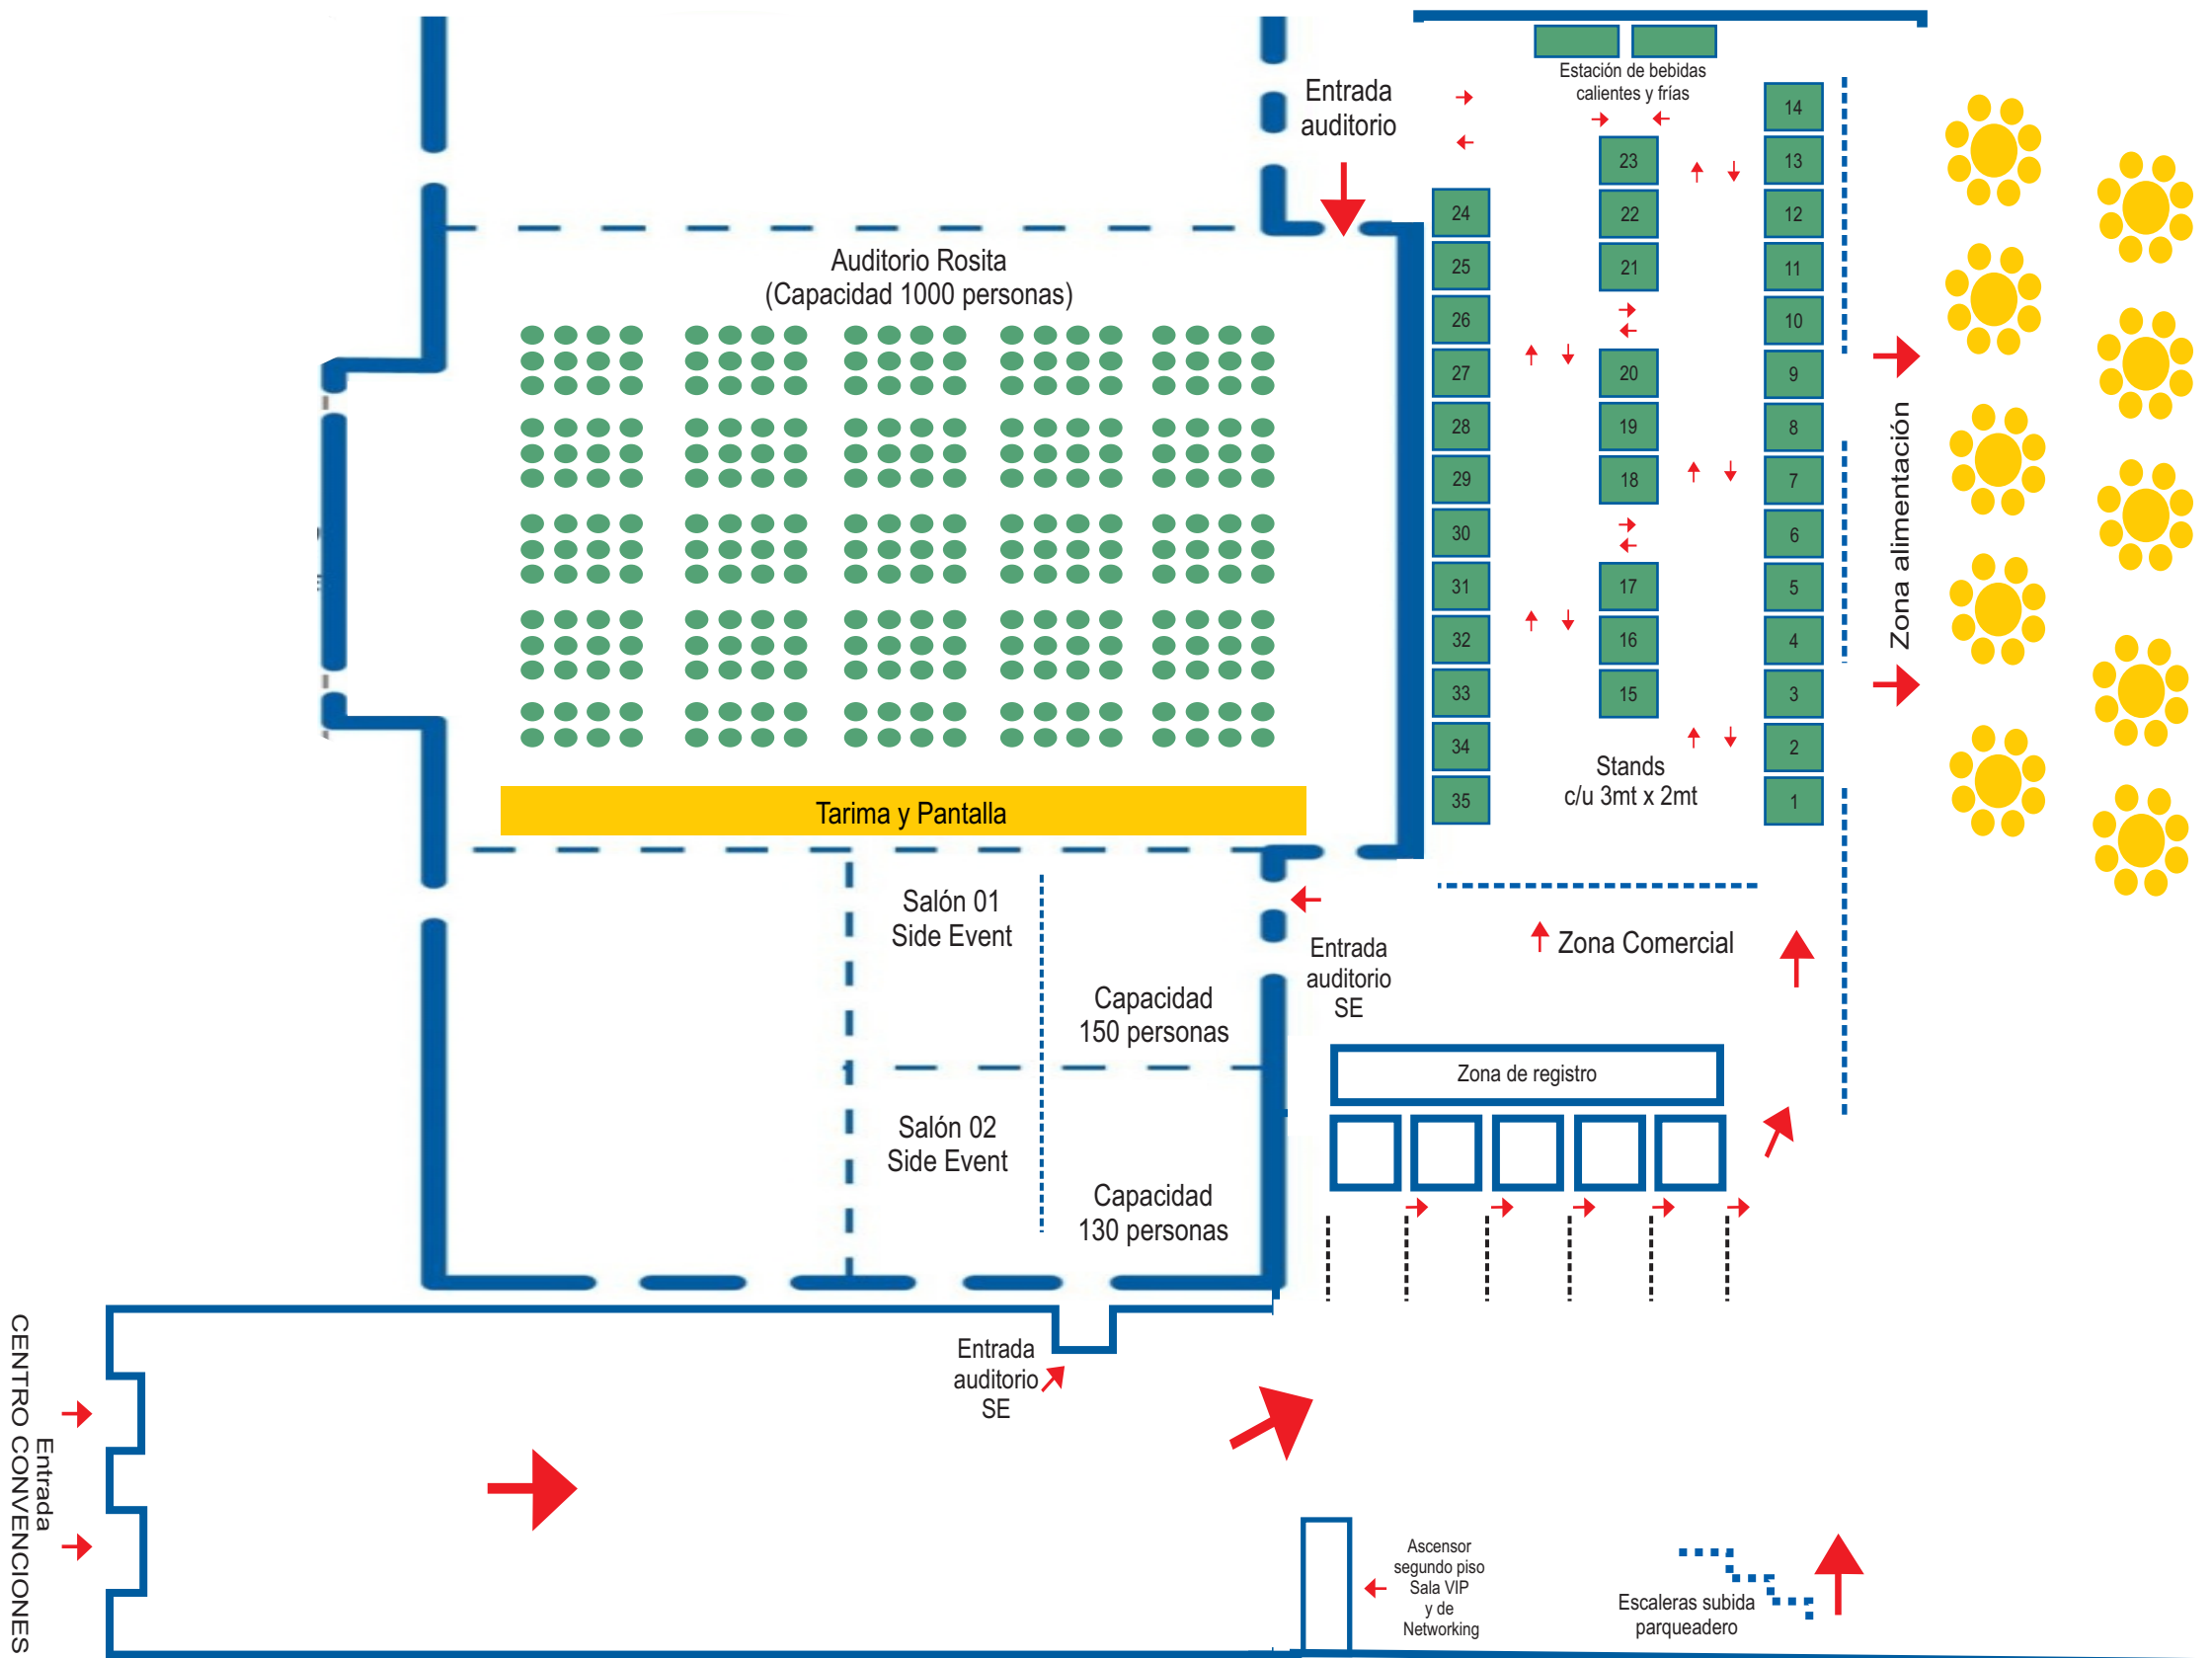 Estación de bebidas
calientes y frías
Entrada
auditorio
14
13
12
11
10
9
8
7
6
5
4
3
2
1
23
22
21
20
19
18
17
16
15
24
25
26
27
28
29
30
31
32
33
34
35
Auditorio Rosita
(Capacidad 1000 personas)
Zona alimentación
Stands
c/u 3mt x 2mt
Tarima y Pantalla
Salón 01
Side Event
Capacidad
150 personas
Entrada
auditorio
SE
Zona Comercial
Zona de registro
Salón 02
Side Event
Capacidad
130 personas
Entrada
auditorio
SE
Entrada
CENTRO CONVENCIONES
Ascensor
segundo piso
Sala VIP
y de
Networking
Escaleras subida
parqueadero